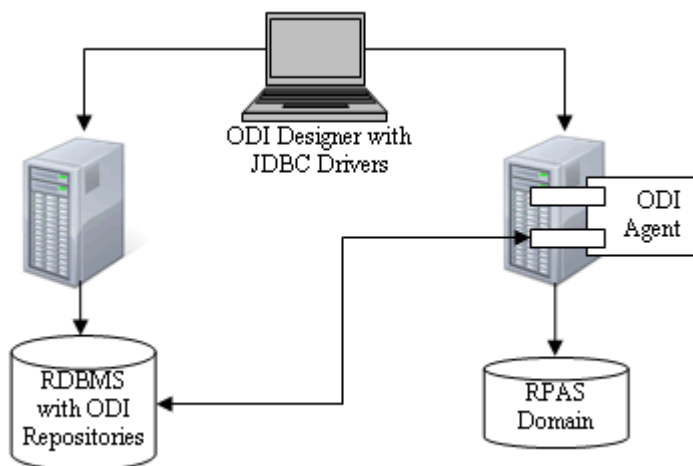 ODI Designer with
JDBC Drivers
ODI
Agent
RDBMS
with ODI
Repositories
RPAS
Domain